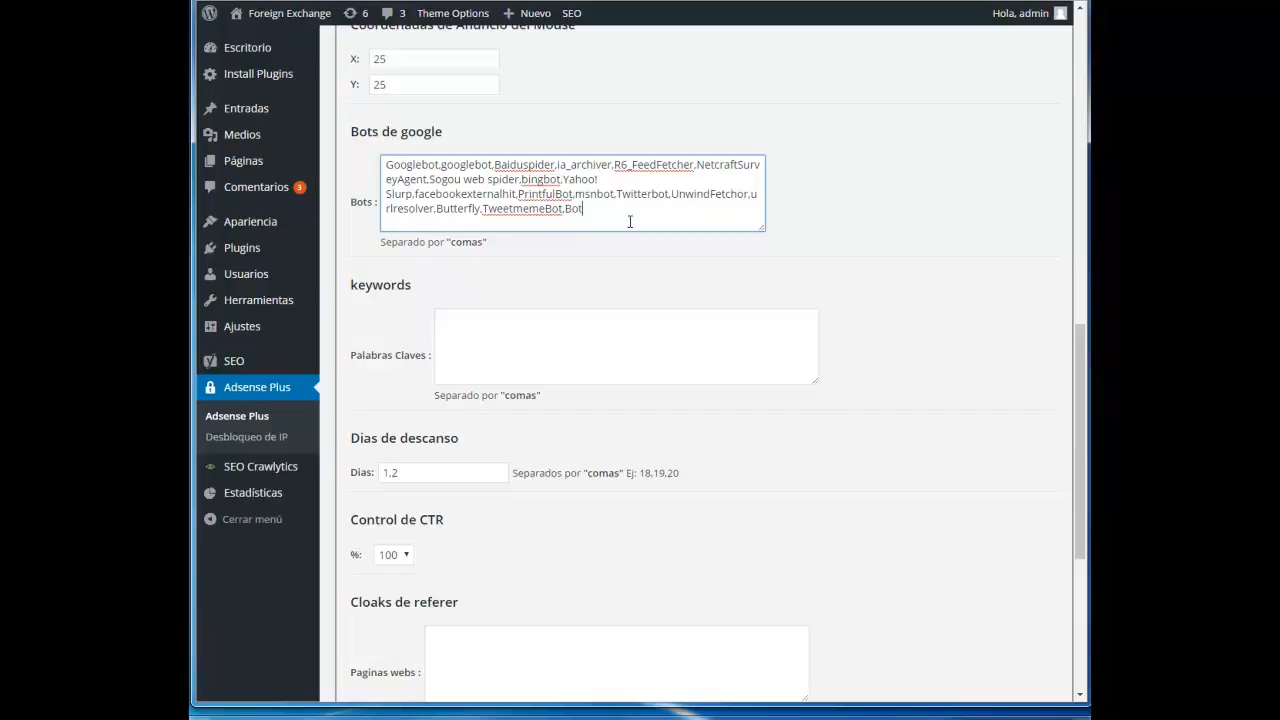 Foreign Exchange
6
3
Theme Options
Nuevo
SEO
Hola, admin
Escritorio
Install Plugins
Entradas
Medios
Páginas
Comentarios 3
Apariencia
Plugins
Usuarios
Herramientas
Ajustes
SEO
Adsense Plus
Adsense Plus
Desbloqueo de IP
SEO Crawlytics
Estadísticas
Cerrar menú
Coordenadas de Anuncio del Mouse
X: 25
Y: 25
Bots de google
Bots :
Googlebot,googlebot,Baiduspider,ia_archiver,R6_FeedFetcher,NetcraftSurv
eyAgent,Sogou web spider,bingbot,Yahoo!
Slurp,facebookexternalhit,PrintfulBot,msnbot,Twitterbot,UnwindFetchor,u
rlresolver,Butterfly,TweetmemeBot,Bot
Separado por "comas"
keywords
Palabras Claves :
Separado por "comas"
Dias de descanso
Dias: 1,2 Separados por "comas" Ej: 18,19,20
Control de CTR
%: 100
Cloaks de referer
Paginas webs :